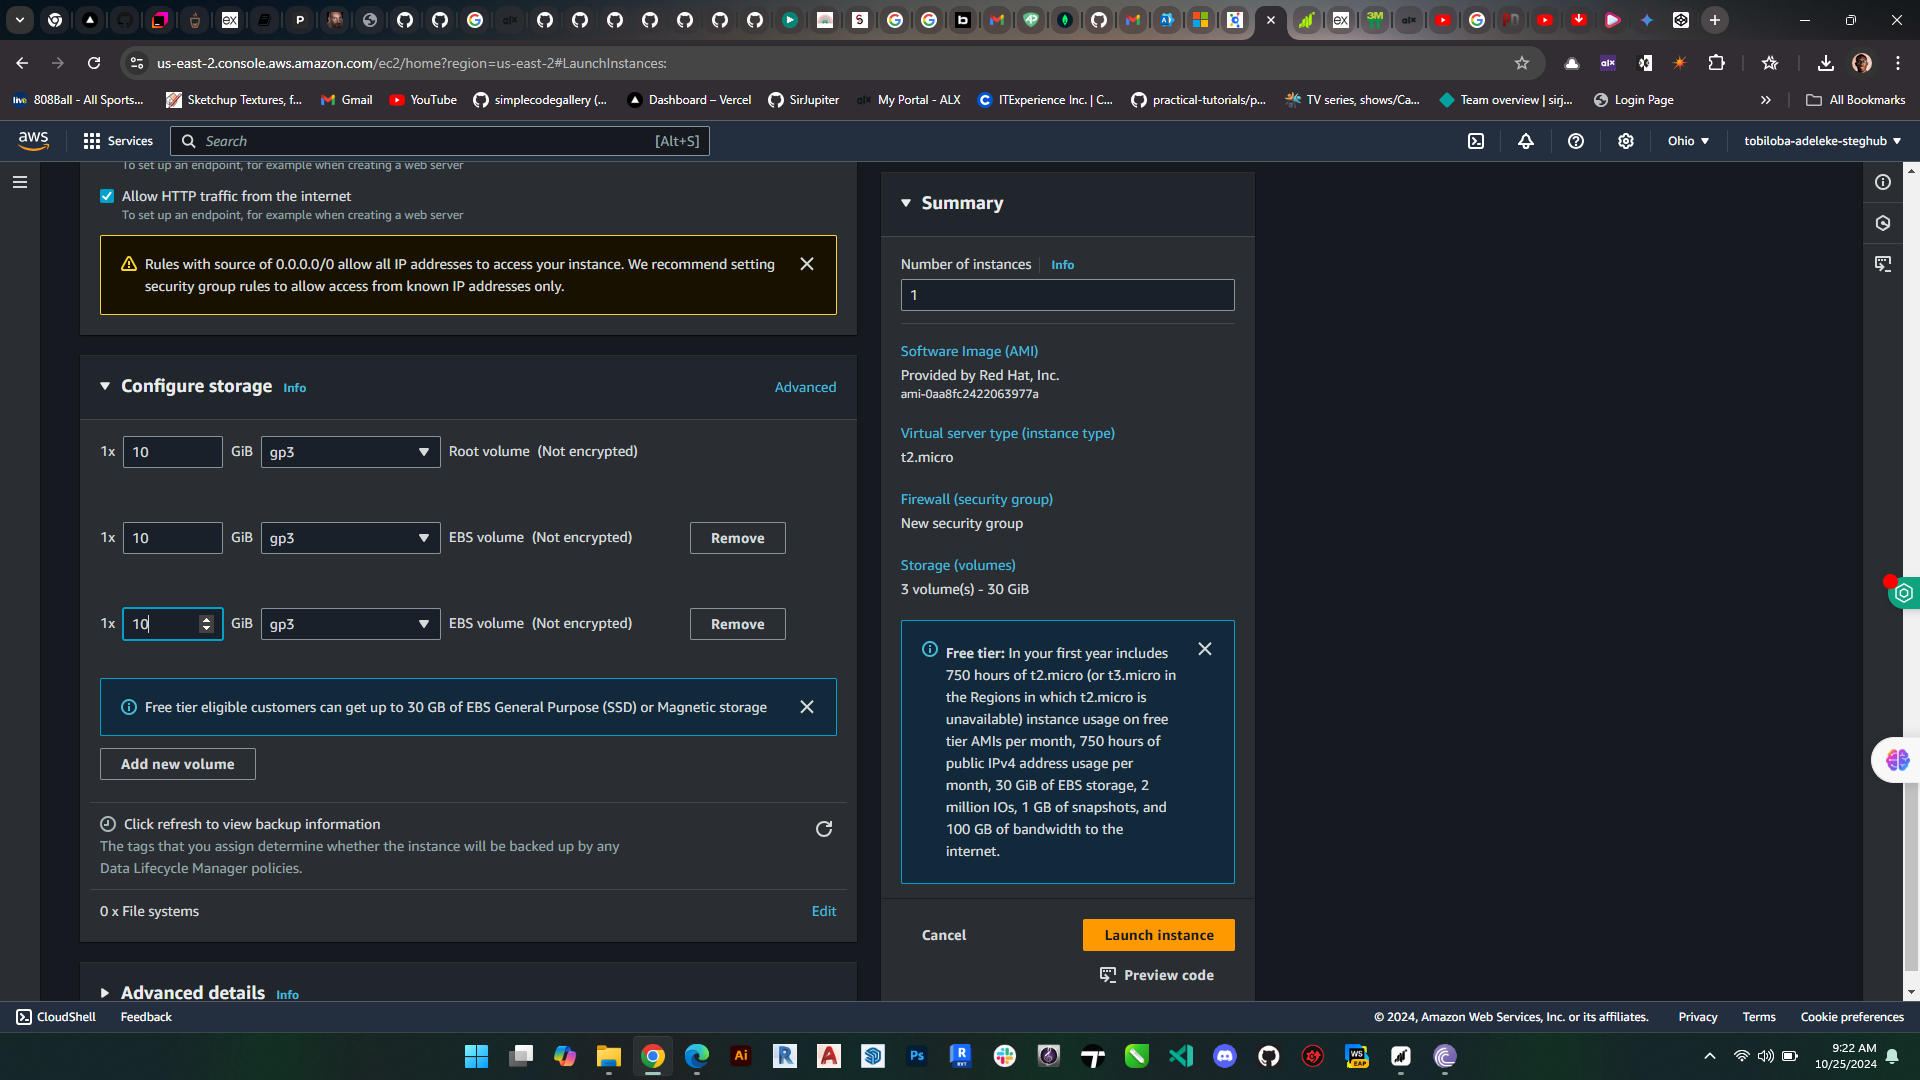 us-east-2.console.aws.amazon.com/ec2/home?region=us-east-2#LaunchInstances:
808Ball - All Sports...
Sketchup Textures, f...
Gmail
YouTube
simplecodegallery (...
Dashboard – Vercel
SirJupiter
My Portal - ALX
ITExperience Inc. | C...
practical-tutorials/p...
TV series, shows/Ca...
Team overview | sirj...
Login Page
All Bookmarks
aws
Services
Search
[Alt+S]
Ohio
tobiloba-adeleke-steghub
To set up an endpoint, for example when creating a web server
Allow HTTP traffic from the internet
To set up an endpoint, for example when creating a web server
Rules with source of 0.0.0.0/0 allow all IP addresses to access your instance. We recommend setting
security group rules to allow access from known IP addresses only.
Configure storage Info
Advanced
1x 10 GiB gp3 Root volume (Not encrypted)
1x 10 GiB gp3 EBS volume (Not encrypted) Remove
1x 10 GiB gp3 EBS volume (Not encrypted) Remove
Free tier eligible customers can get up to 30 GB of EBS General Purpose (SSD) or Magnetic storage
Add new volume
Click refresh to view backup information
The tags that you assign determine whether the instance will be backed up by any
Data Lifecycle Manager policies.
0 x File systems
Edit
Advanced details Info
Summary
Number of instances Info
1
Software Image (AMI)
Provided by Red Hat, Inc.
ami-0aa8fc2422063977a
Virtual server type (instance type)
t2.micro
Firewall (security group)
New security group
Storage (volumes)
3 volume(s) - 30 GiB
Free tier: In your first year includes
750 hours of t2.micro (or t3.micro in
the Regions in which t2.micro is
unavailable) instance usage on free
tier AMIs per month, 750 hours of
public IPv4 address usage per
month, 30 GiB of EBS storage, 2
million IOs, 1 GB of snapshots, and
100 GB of bandwidth to the
internet.
Cancel
Launch instance
Preview code
CloudShell
Feedback
© 2024, Amazon Web Services, Inc. or its affiliates.
Privacy
Terms
Cookie preferences
9:22 AM
10/25/2024